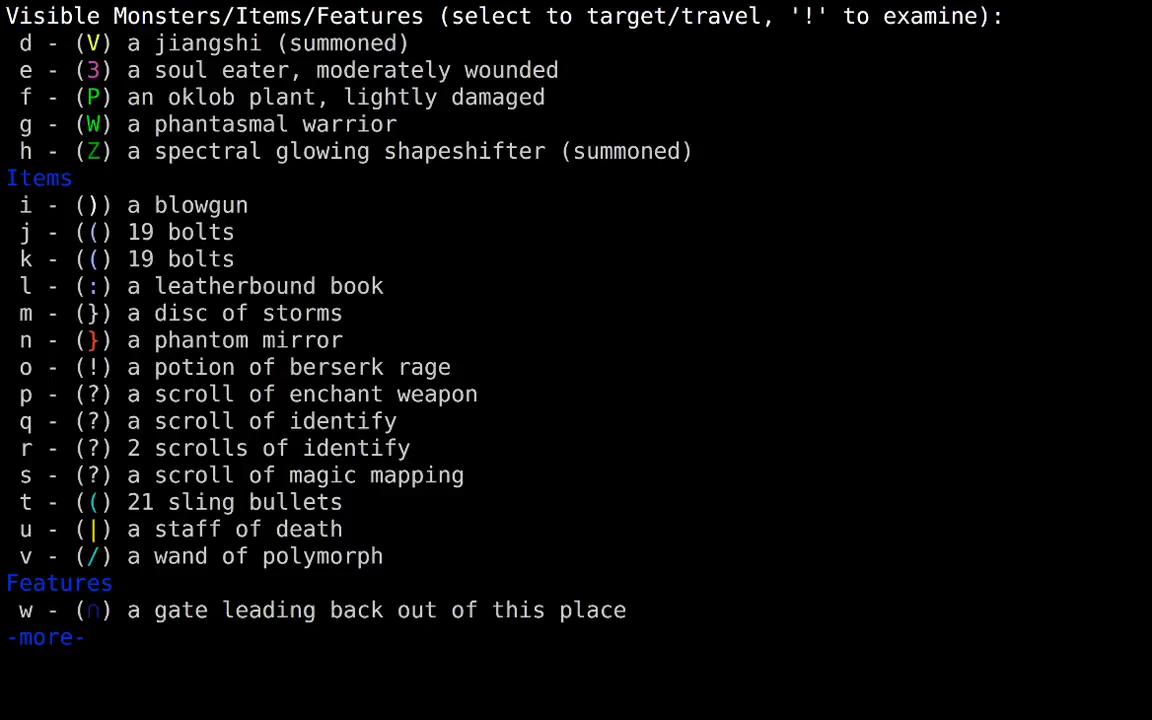 Visible Monsters/Items/Features (select to target/travel, '!' to examine):
d - (V) a jiangshi (summoned)
e - (3) a soul eater, moderately wounded
f - (P) an oklob plant, lightly damaged
g - (W) a phantasmal warrior
h - (Z) a spectral glowing shapeshifter (summoned)
Items
i - ()) a blowgun
j - (() 19 bolts
k - (() 19 bolts
l - (:) a leatherbound book
m - (}) a disc of storms
n - (}) a phantom mirror
o - (!) a potion of berserk rage
p - (?) a scroll of enchant weapon
q - (?) a scroll of identify
r - (?) 2 scrolls of identify
s - (?) a scroll of magic mapping
t - (() 21 sling bullets
u - (|) a staff of death
v - (/) a wand of polymorph
Features
w - (∩) a gate leading back out of this place
-more-